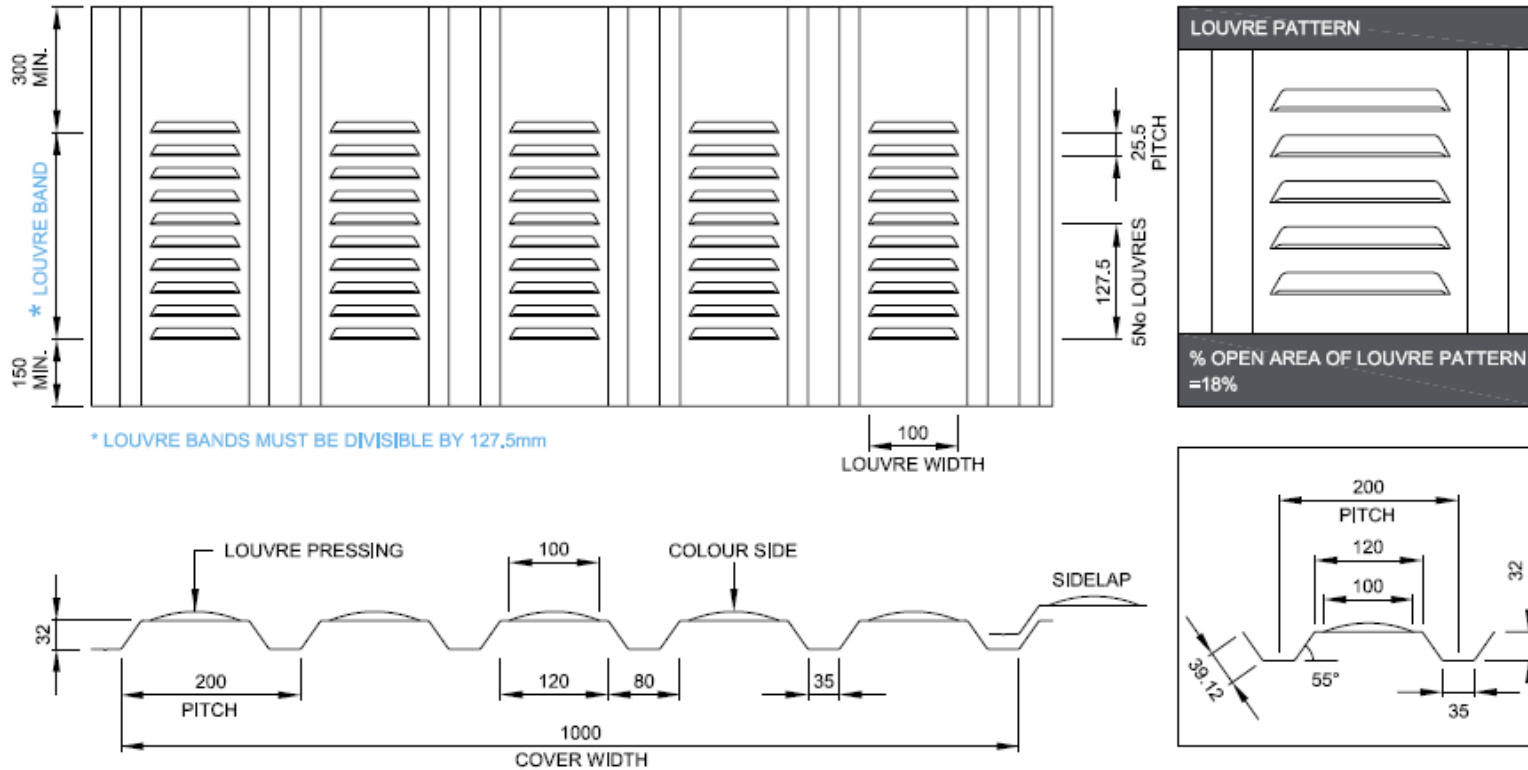 300
MIN.
* LOUVRE BAND
150
MIN.
25.5
PITCH
127.5
5No LOUVRES
100
LOUVRE WIDTH
* LOUVRE BANDS MUST BE DIVISIBLE BY 127.5mm
LOUVRE PATTERN
% OPEN AREA OF LOUVRE PATTERN
=18%
LOUVRE PRESSING
100
COLOUR SIDE
SIDELAP
32
200
PITCH
120
80
35
1000
COVER WIDTH
200
PITCH
120
100
32
39.12
55°
35